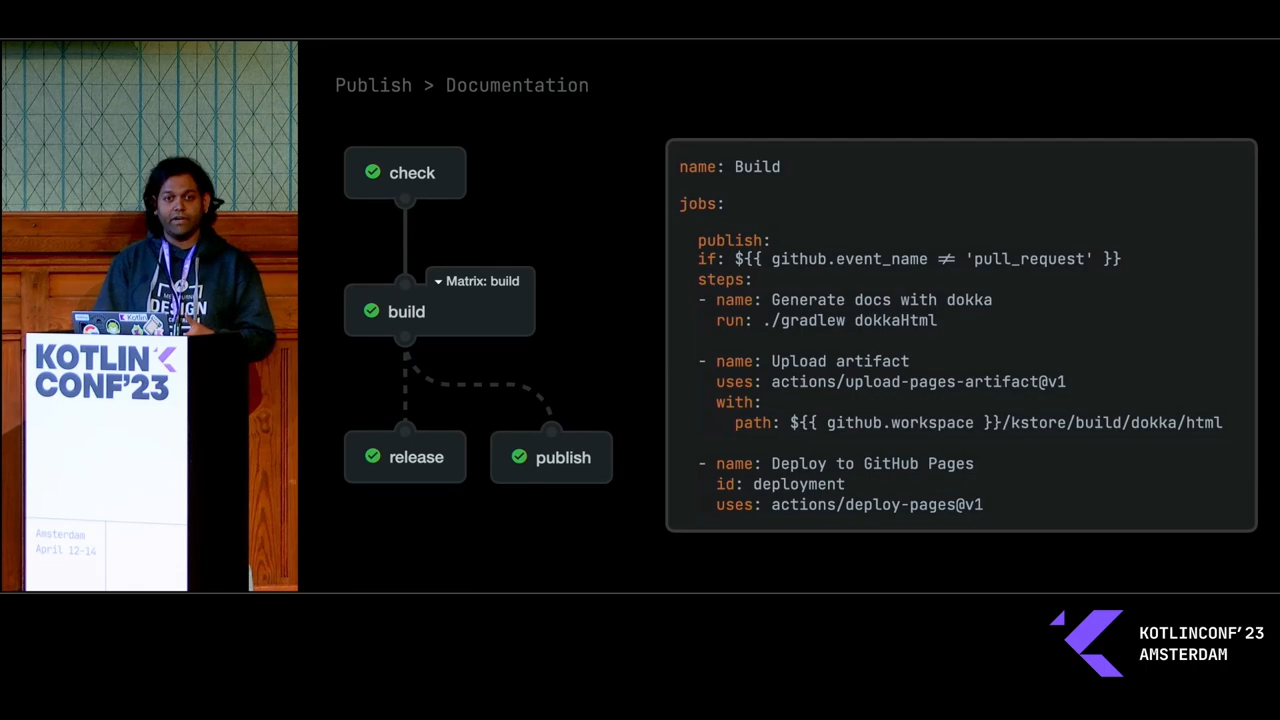 Publish > Documentation
check
Matrix: build
build
release
publish
name: Build
jobs:
publish:
if: ${{ github.event_name ≠ 'pull_request' }}
steps:
- name: Generate docs with dokka
run: ./gradlew dokkaHtml
- name: Upload artifact
uses: actions/upload-pages-artifact@v1
with:
path: ${{ github.workspace }}/kstore/build/dokka/html
- name: Deploy to GitHub Pages
id: deployment
uses: actions/deploy-pages@v1
DESIGN
Kotlin
KOTLIN
CONF'23
Amsterdam
April 12-14
KOTLINCONF'23
AMSTERDAM